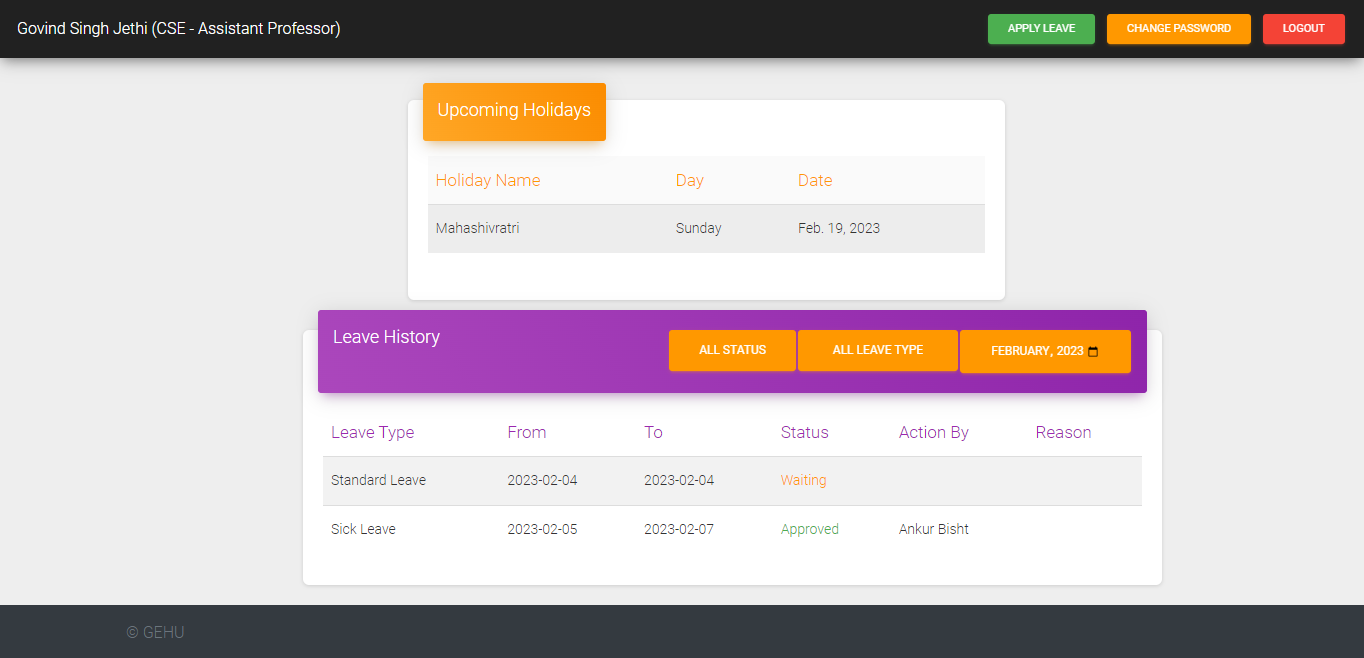 Govind Singh Jethi (CSE - Assistant Professor) APPLY LEAVE CHANGE PASSWORD LOGOUT
Upcoming Holidays
Holiday Name Day Date
Mahashivratri Sunday Feb. 19, 2023
Leave History ALL STATUS ALL LEAVE TYPE FEBRUARY, 2023
Leave Type From To Status Action By Reason
Standard Leave 2023-02-04 2023-02-04 Waiting
Sick Leave 2023-02-05 2023-02-07 Approved Ankur Bisht
© GEHU